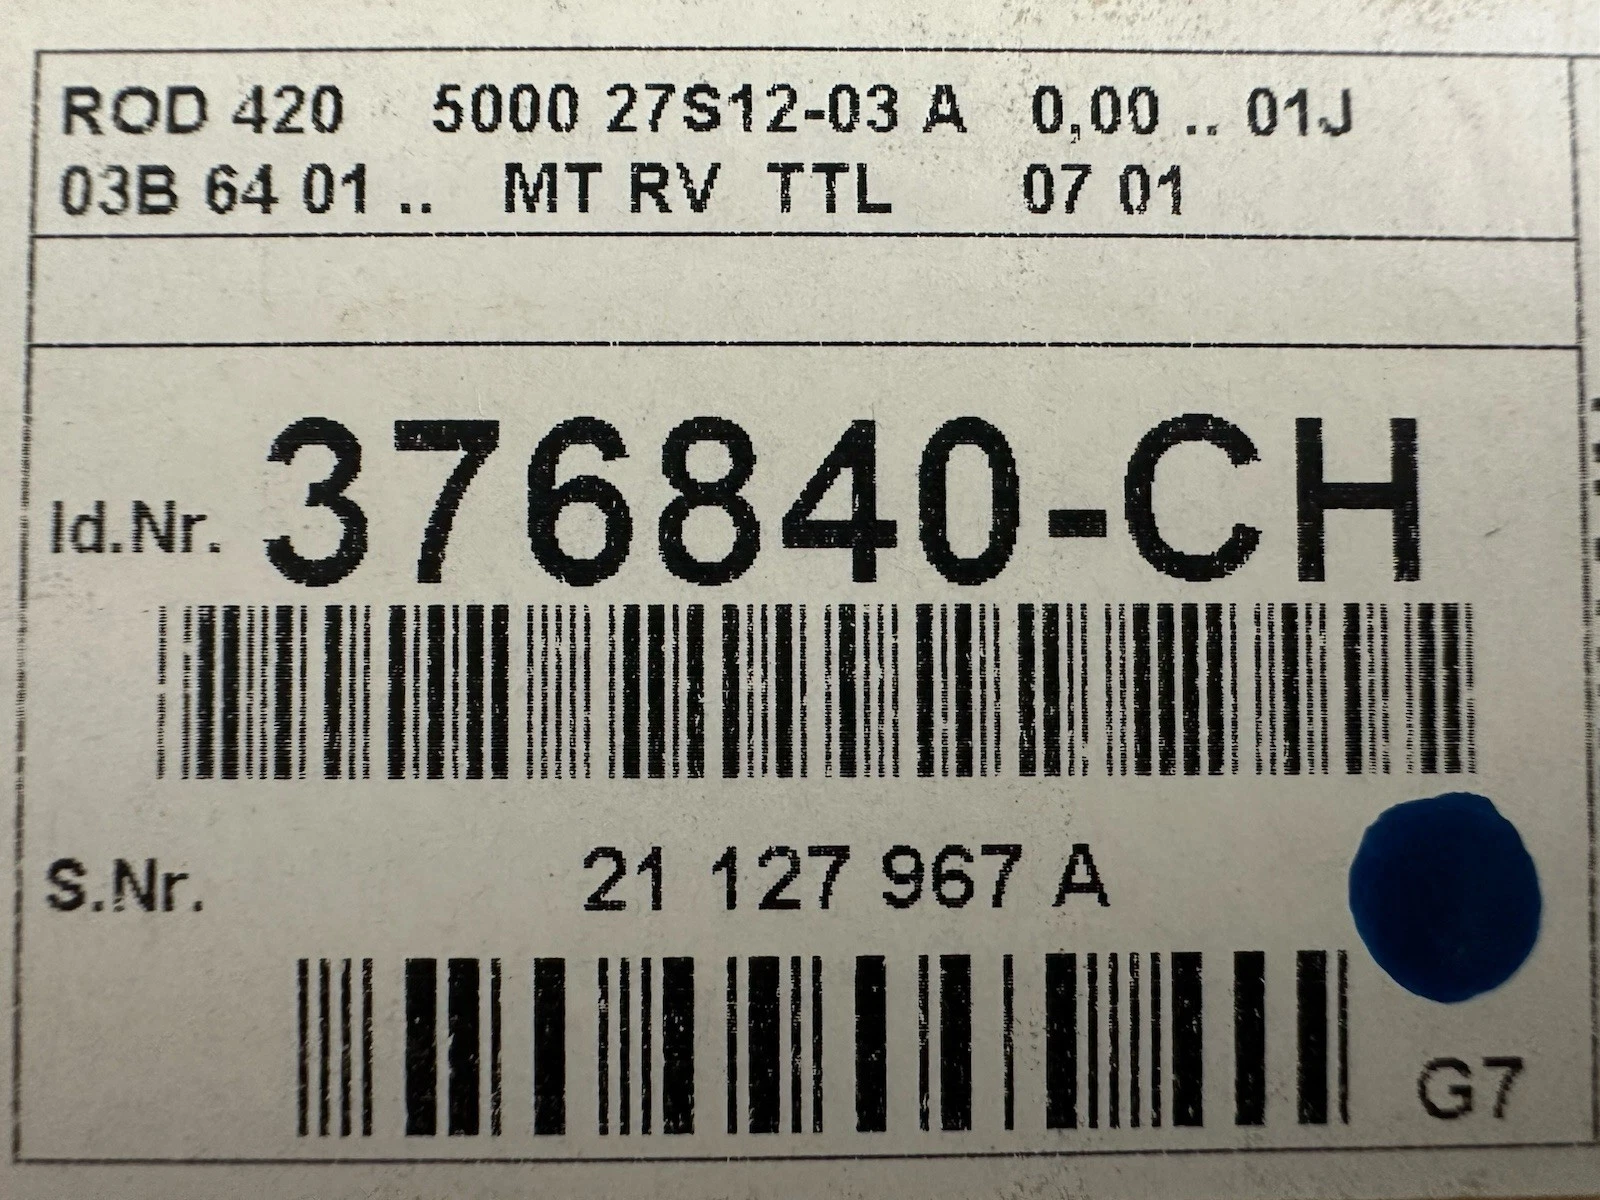 ROD 420 5000 27S12-03 A 0,00 .. 01J
03B 64 01 .. MT RV TTL 07 01
Id.Nr. 376840-CH
S.Nr. 21 127 967 A
G7